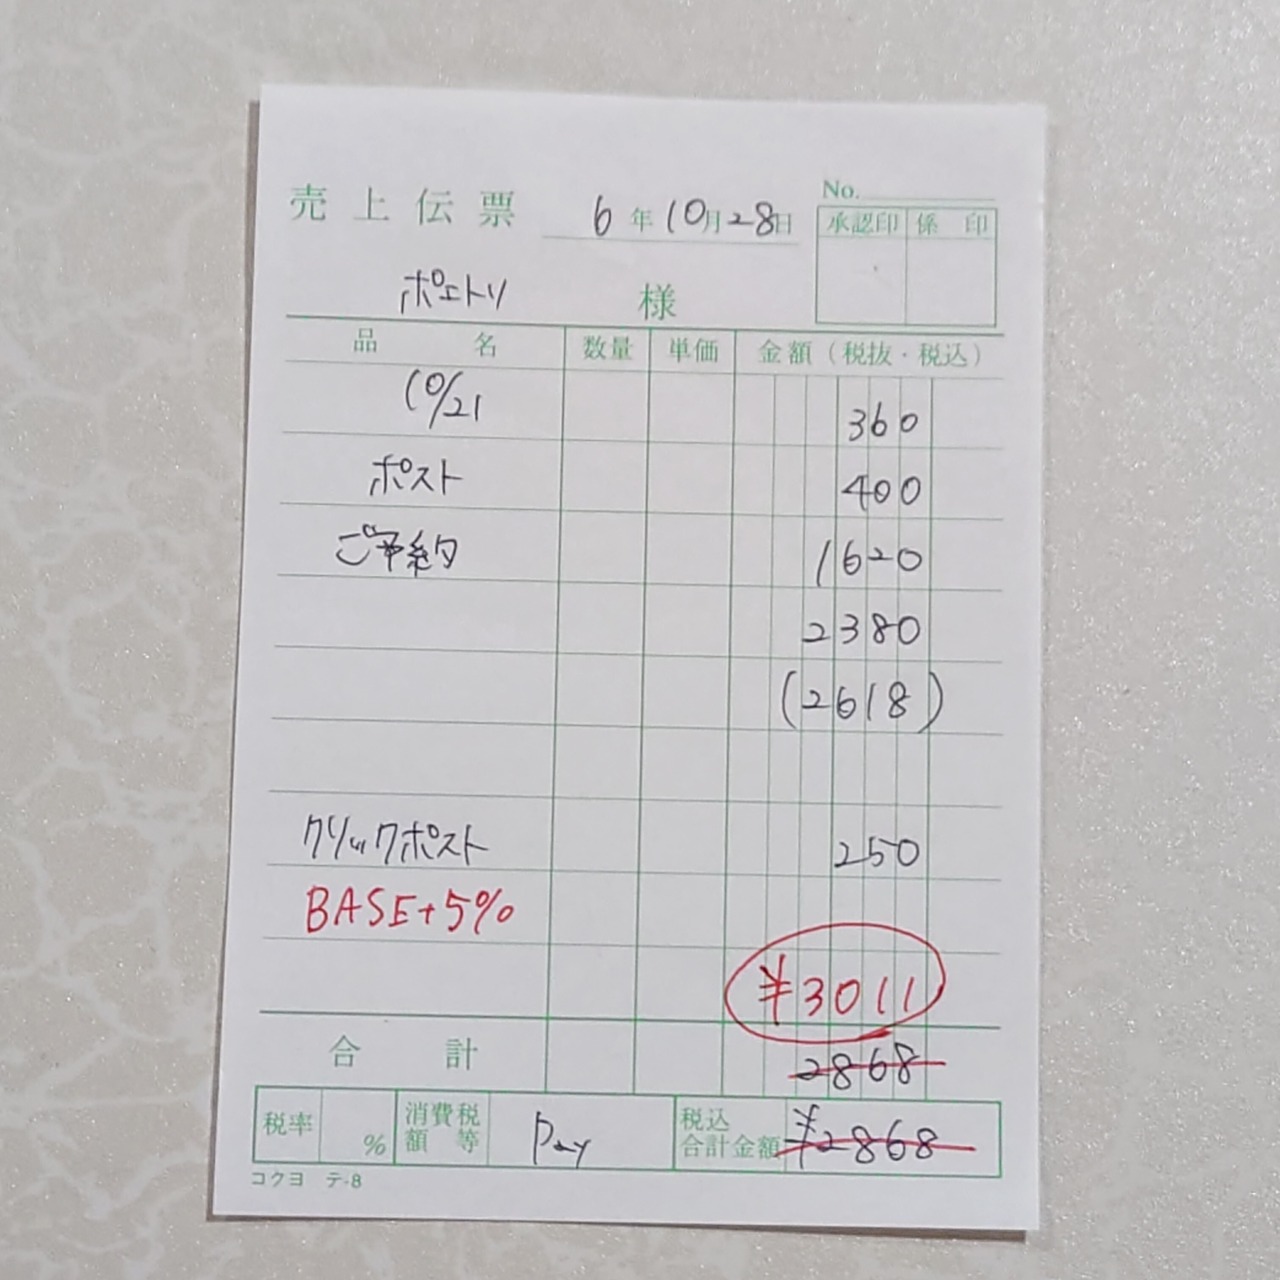 No.
売上伝票 6年10月28日
承認印 係印
ポエトリ 様
品名 数量 単価 金額(税抜・税込)
10/21 360
ポスト 400
ご予約 1620
2380
(2618)
クリックポスト 250
BASE+5%
¥3011
合計 2868
税率 % 消費税額等 Pay 税込合計金額 ¥2868
コクヨ テ-8